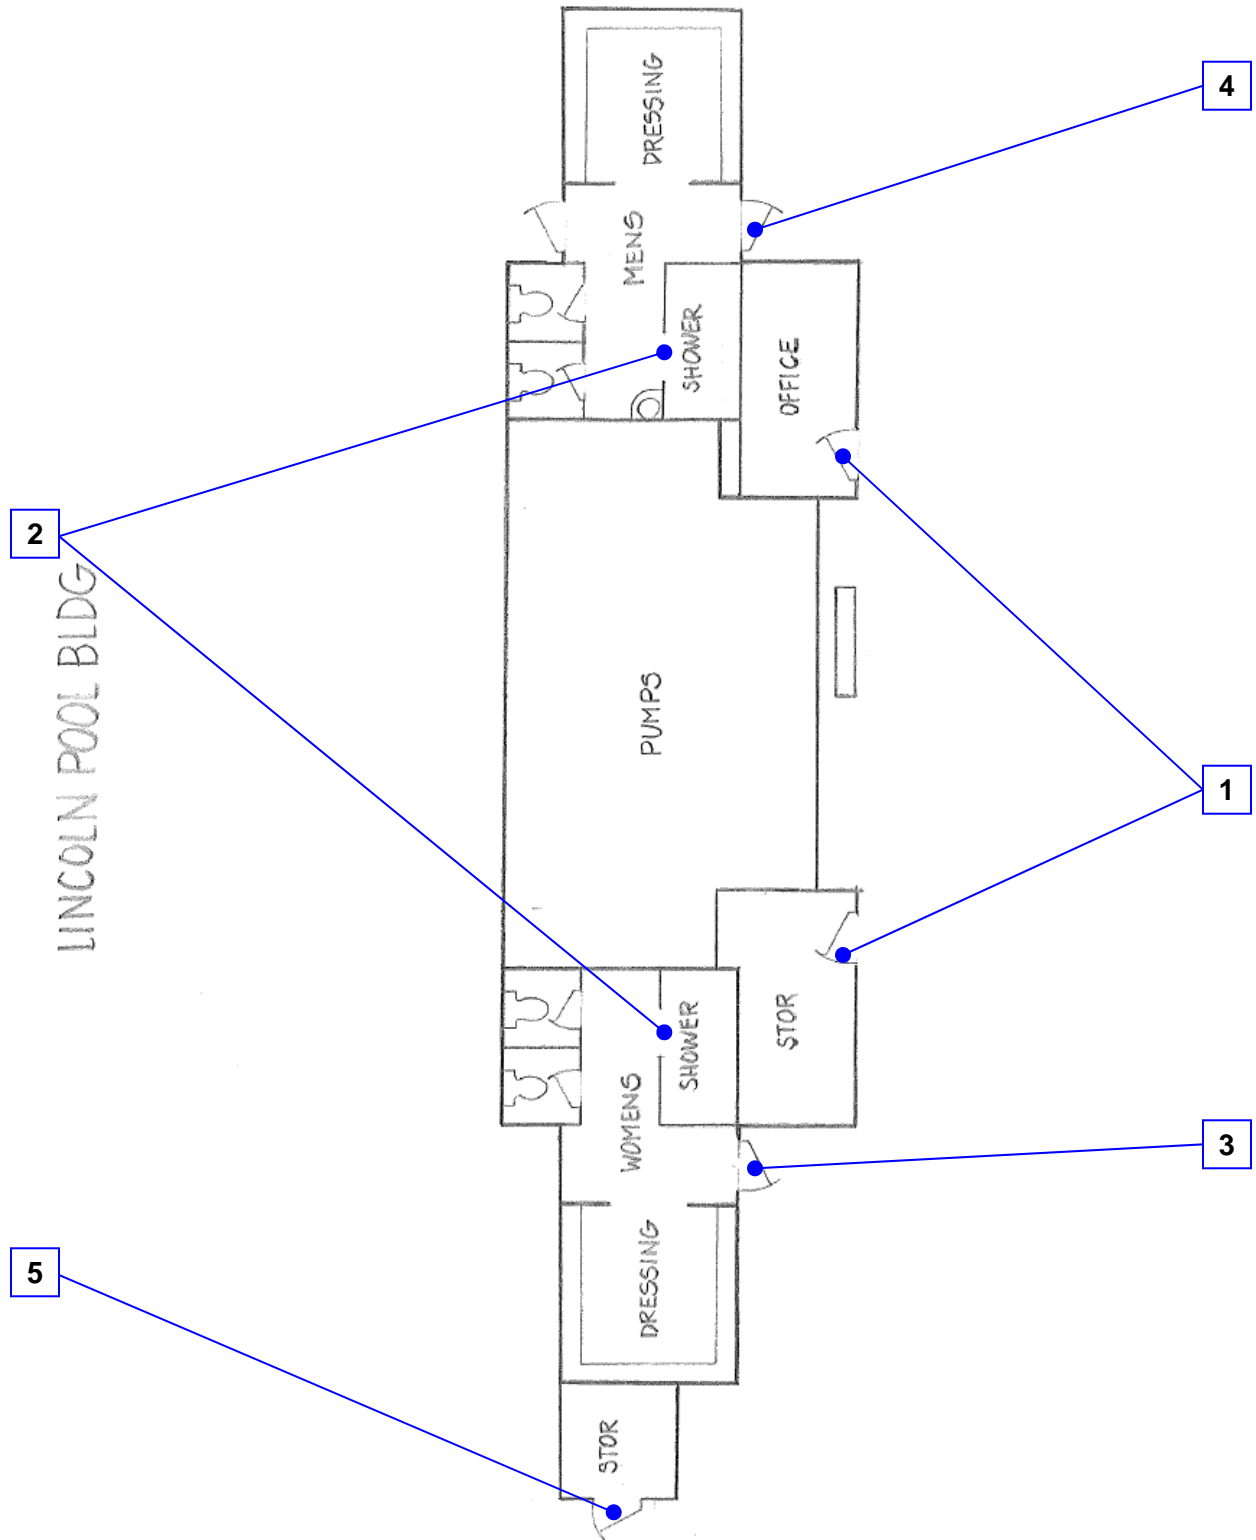 LINCOLN POOL BLDG
DRESSING
4
MENS
SHOWER
OFFICE
2
PUMPS
1
STOR
SHOWER
WOMENS
3
DRESSING
5
STOR